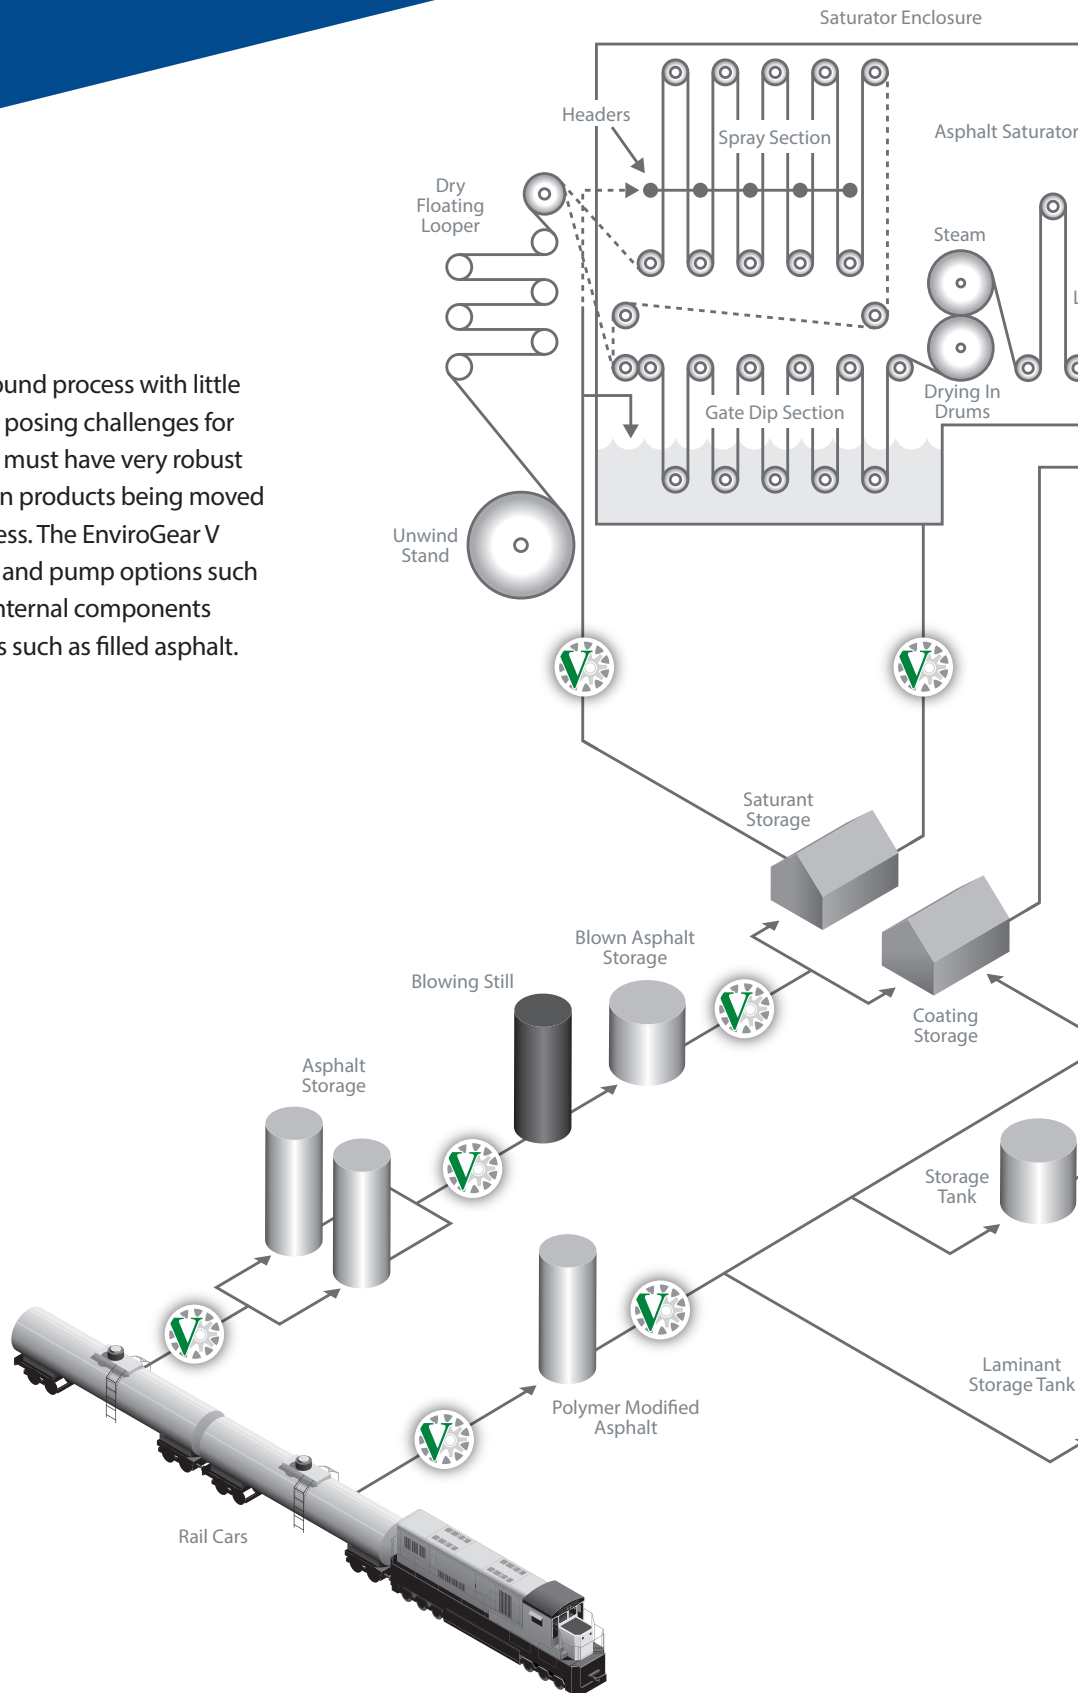 Saturator Enclosure
Headers
Spray Section
Asphalt Saturator
Dry
Floating
Looper
Steam
L
Drying In
Drums
Gate Dip Section
ound process with little
posing challenges for
must have very robust
n products being moved
ess. The EnviroGear V
and pump options such
nternal components
s such as filled asphalt.
Unwind
Stand
V
V
Saturant
Storage
Blown Asphalt
Storage
Blowing Still
V
Coating
Storage
Asphalt
Storage
V
Storage
Tank
V
V
Laminant
Storage Tank
Polymer Modified
Asphalt
V
Rail Cars